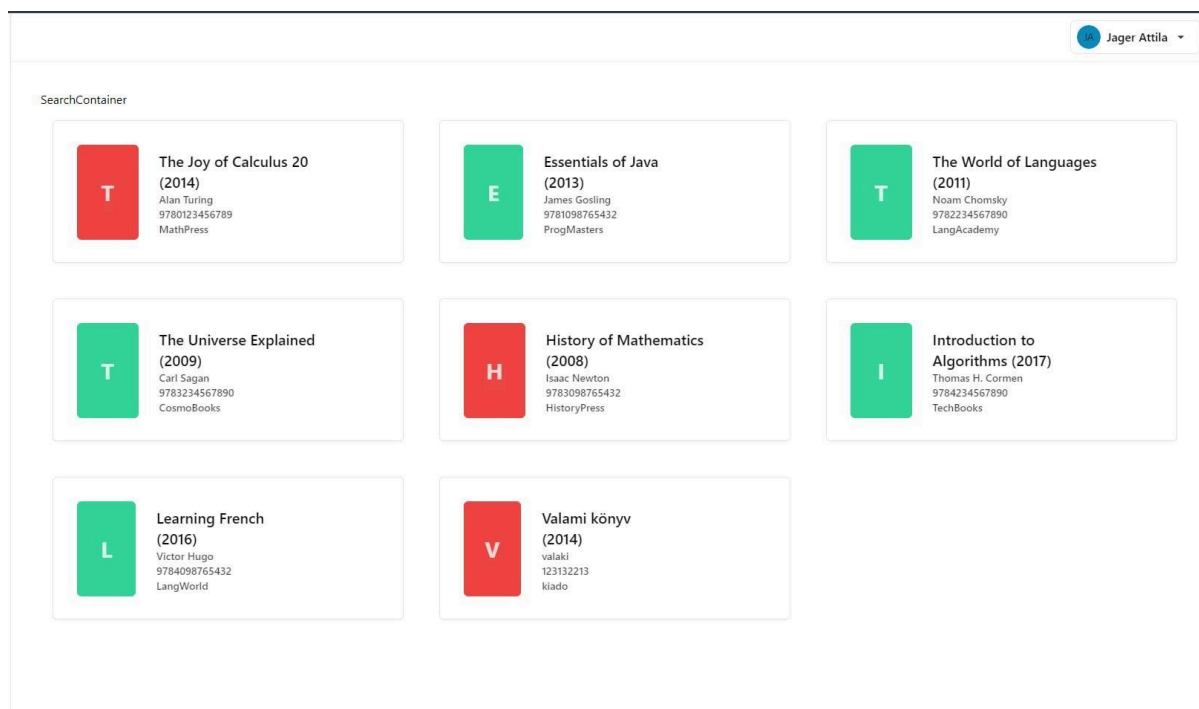 JA Jager Attila
SearchContainer
T
The Joy of Calculus 20
(2014)
Alan Turing
9780123456789
MathPress
E
Essentials of Java
(2013)
James Gosling
9781098765432
ProgMasters
T
The World of Languages
(2011)
Noam Chomsky
9782234567890
LangAcademy
T
The Universe Explained
(2009)
Carl Sagan
9783234567890
CosmoBooks
H
History of Mathematics
(2008)
Isaac Newton
9783098765432
HistoryPress
I
Introduction to
Algorithms (2017)
Thomas H. Cormen
9784234567890
TechBooks
L
Learning French
(2016)
Victor Hugo
9784098765432
LangWorld
V
Valami könyv
(2014)
valaki
123132213
kiado